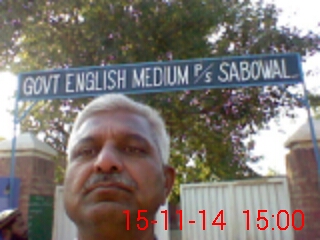 GOVT ENGLISH MEDIUM P/S SABOWAL
15-11-14 15:00